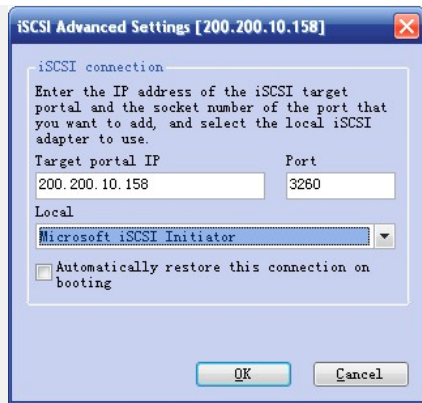 iSCSI Advanced Settings [200.200.10.158]
iSCSI connection
Enter the IP address of the iSCSI target
portal and the socket number of the port that
you want to add, and select the local iSCSI
adapter to use.
Target portal IP Port
200.200.10.158 3260
Local
Microsoft iSCSI Initiator
Automatically restore this connection on
booting
OK Cancel